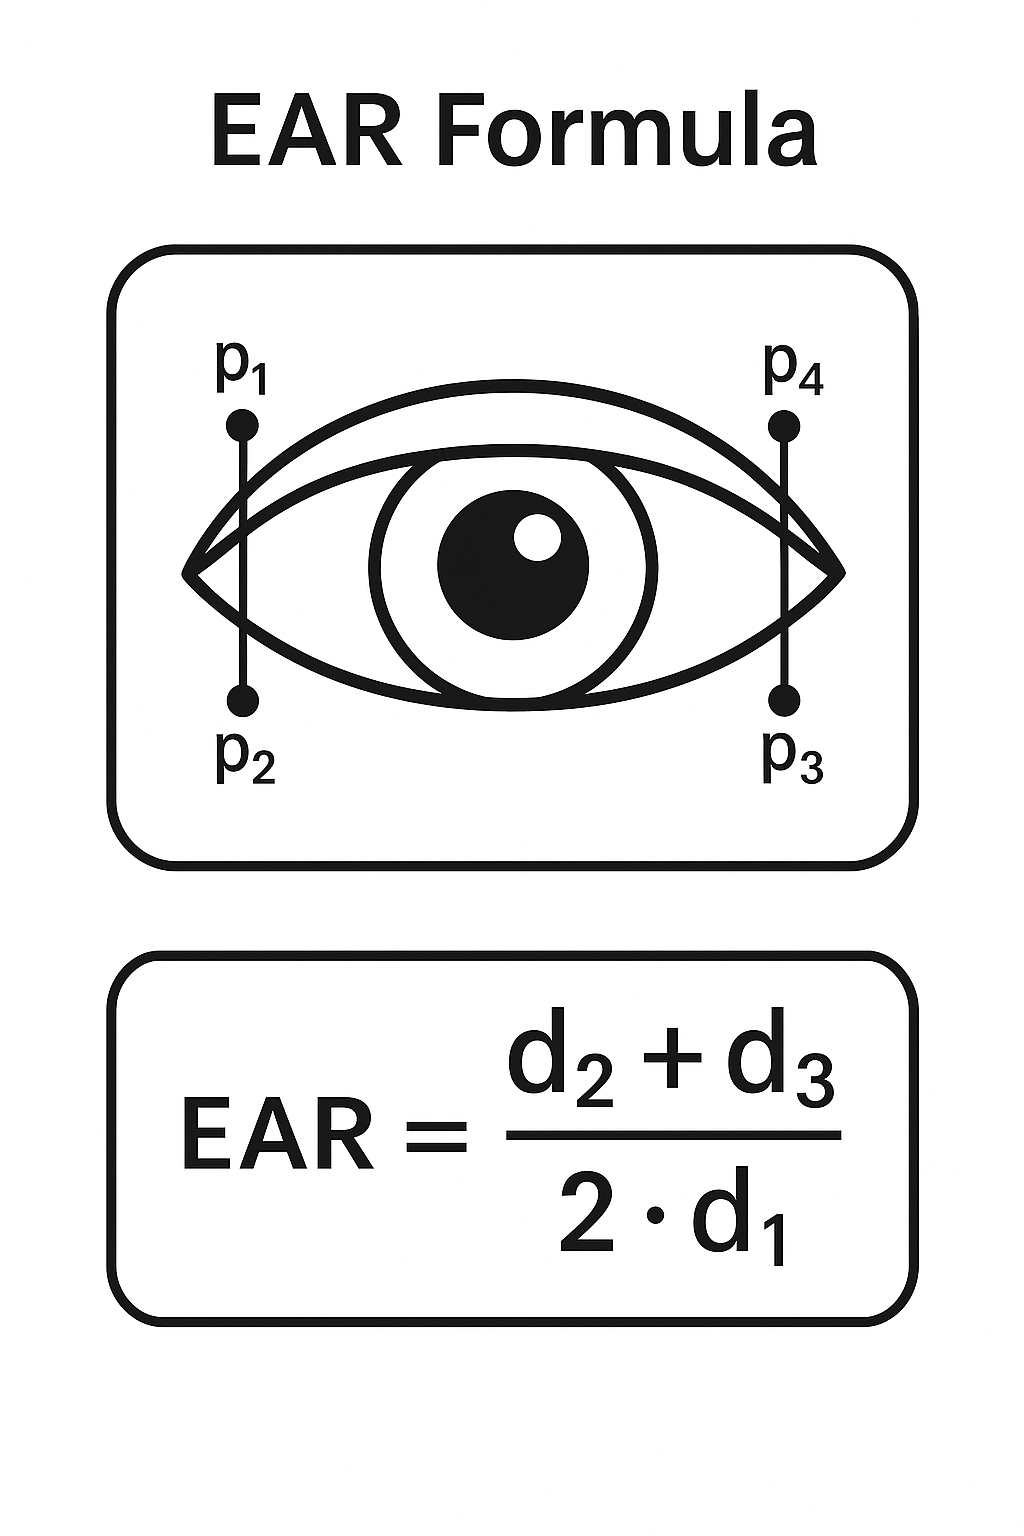 EAR Formula
p₁ p₄
p₂ p₃
EAR = (d₂ + d₃) / (2 · d₁)